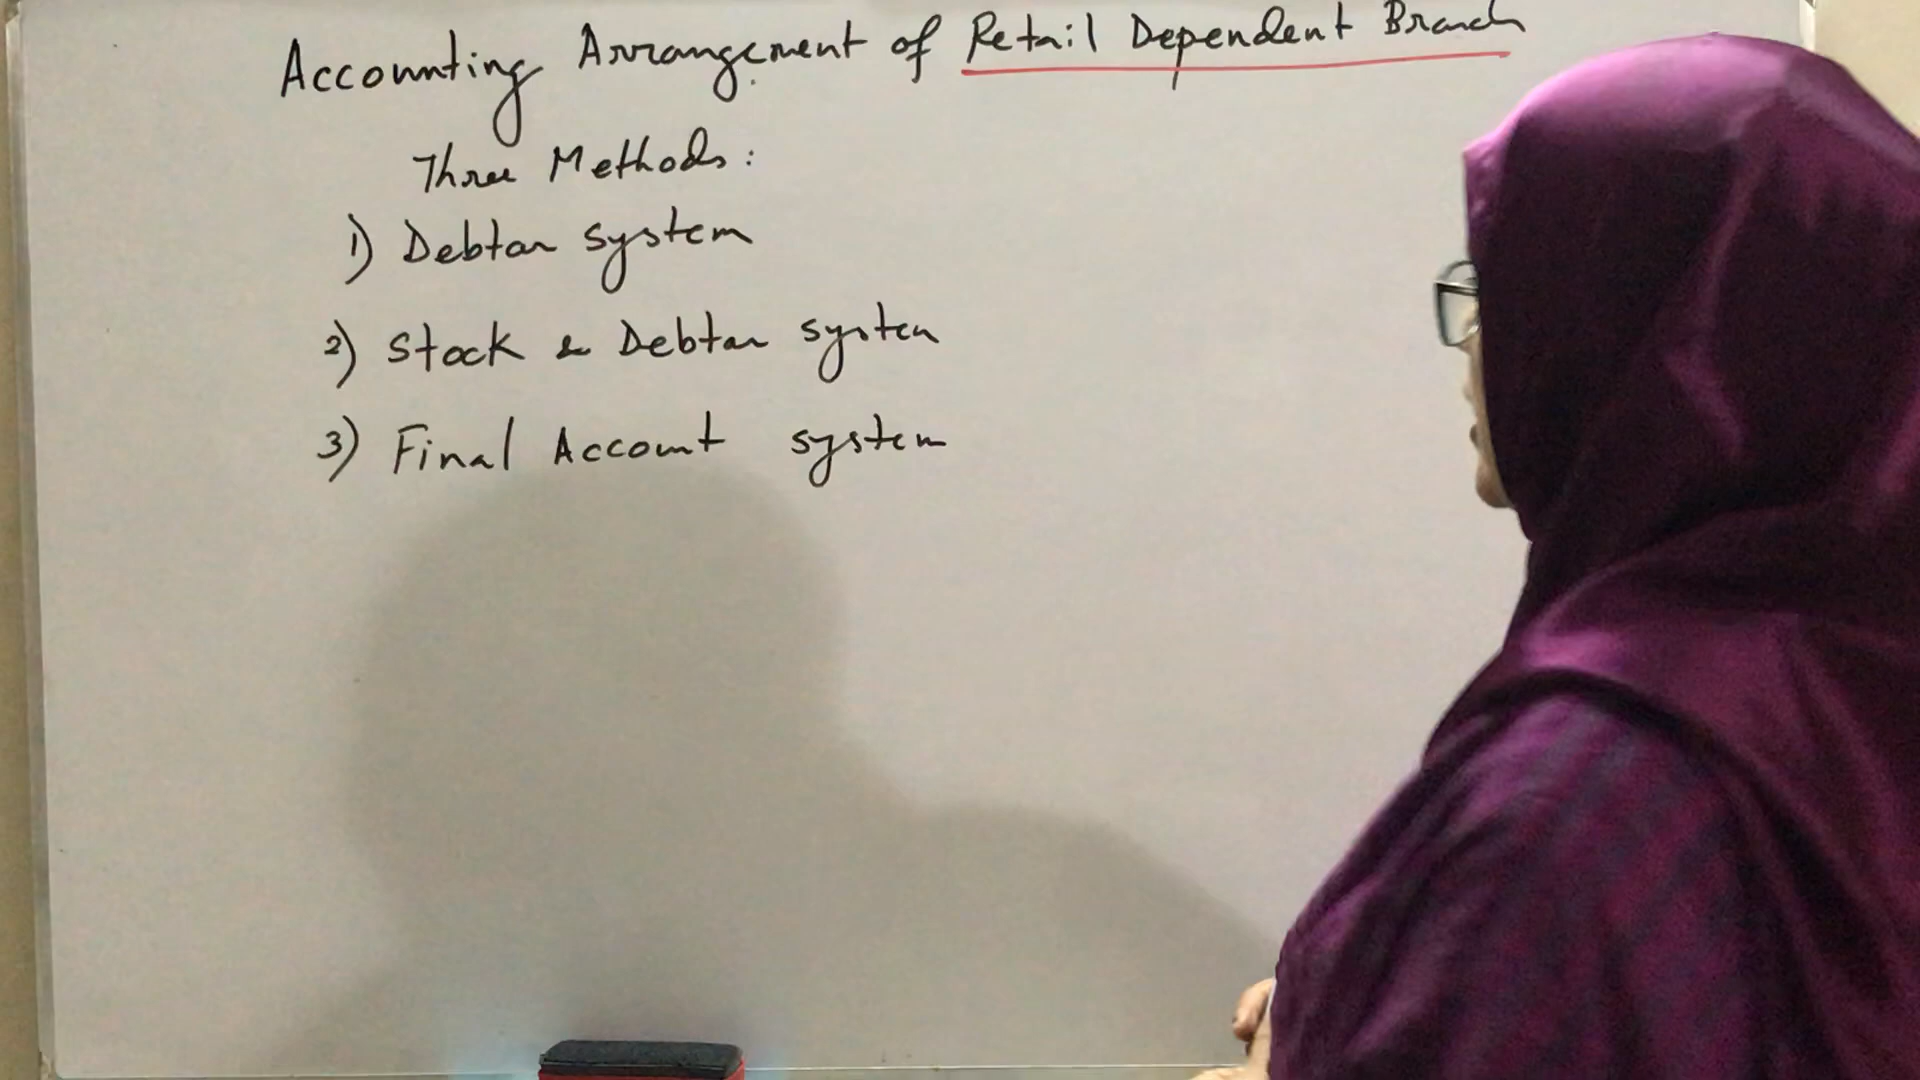 Accounting Arrangement of Retail Dependent Branch
Three Methods:
1) Debtor system
2) Stock & Debtor system
3) Final Account system